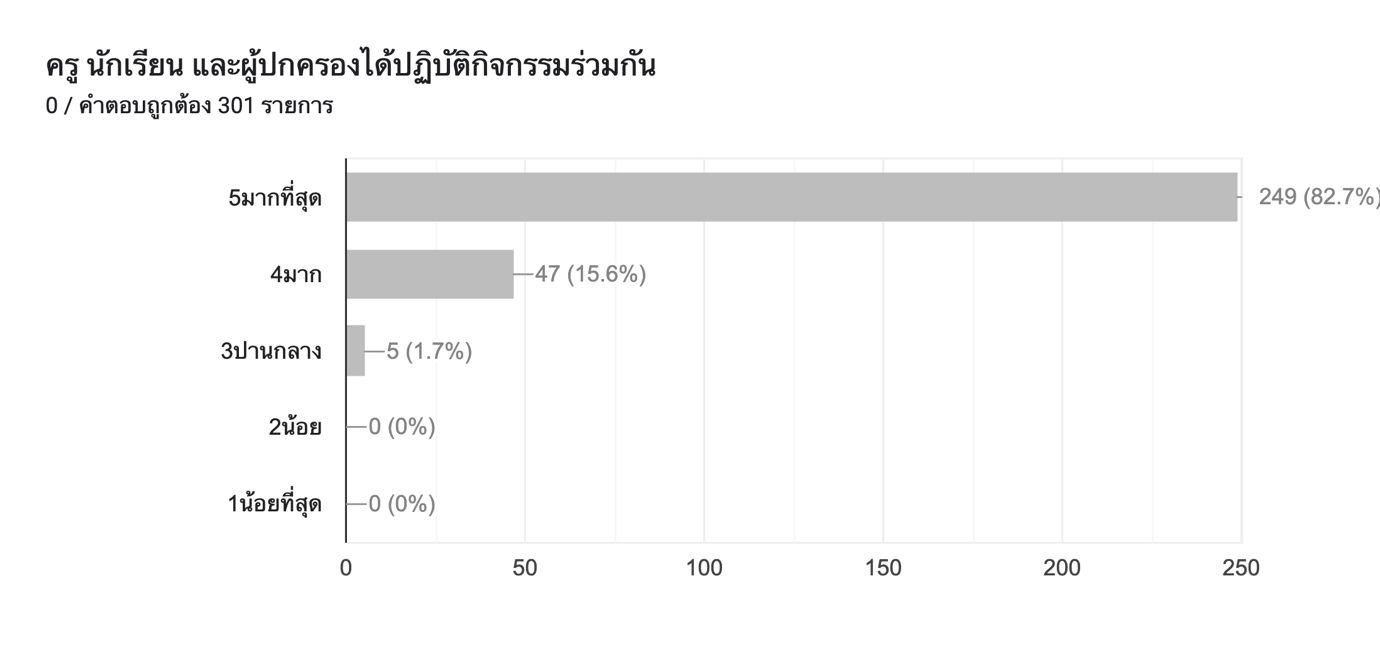 ครู นักเรียน และผู้ปกครองได้ปฏิบัติกิจกรรมร่วมกัน
0 / คำตอบถูกต้อง 301 รายการ
5มากที่สุด 249 (82.7%)
4มาก 47 (15.6%)
3ปานกลาง 5 (1.7%)
2น้อย 0 (0%)
1น้อยที่สุด 0 (0%)
0 50 100 150 200 250